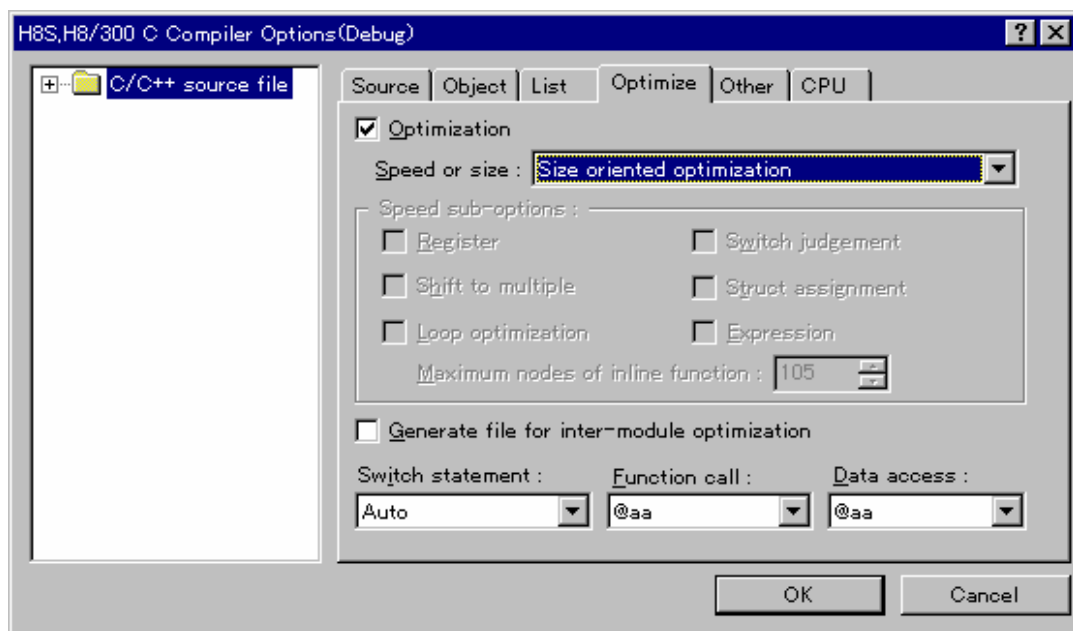 H8S,H8/300 C Compiler Options(Debug)
C/C++ source file
Source Object List Optimize Other CPU
Optimization
Speed or size : Size oriented optimization
Speed sub-options :
Register Switch judgement
Shift to multiple Struct assignment
Loop optimization Expression
Maximum nodes of inline function : 105
Generate file for inter-module optimization
Switch statement : Function call : Data access :
Auto @aa @aa
OK Cancel